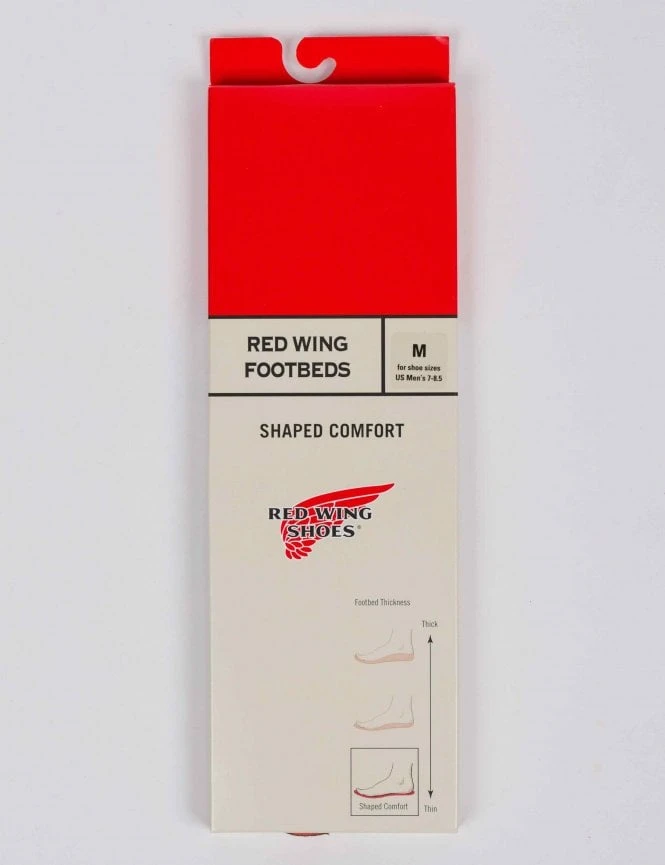 RED WING
FOOTBEDS
M
for shoe sizes
US Men's 7-8.5
SHAPED COMFORT
RED WING
SHOES®
Footbed Thickness
Thick
Shaped Comfort
Thin